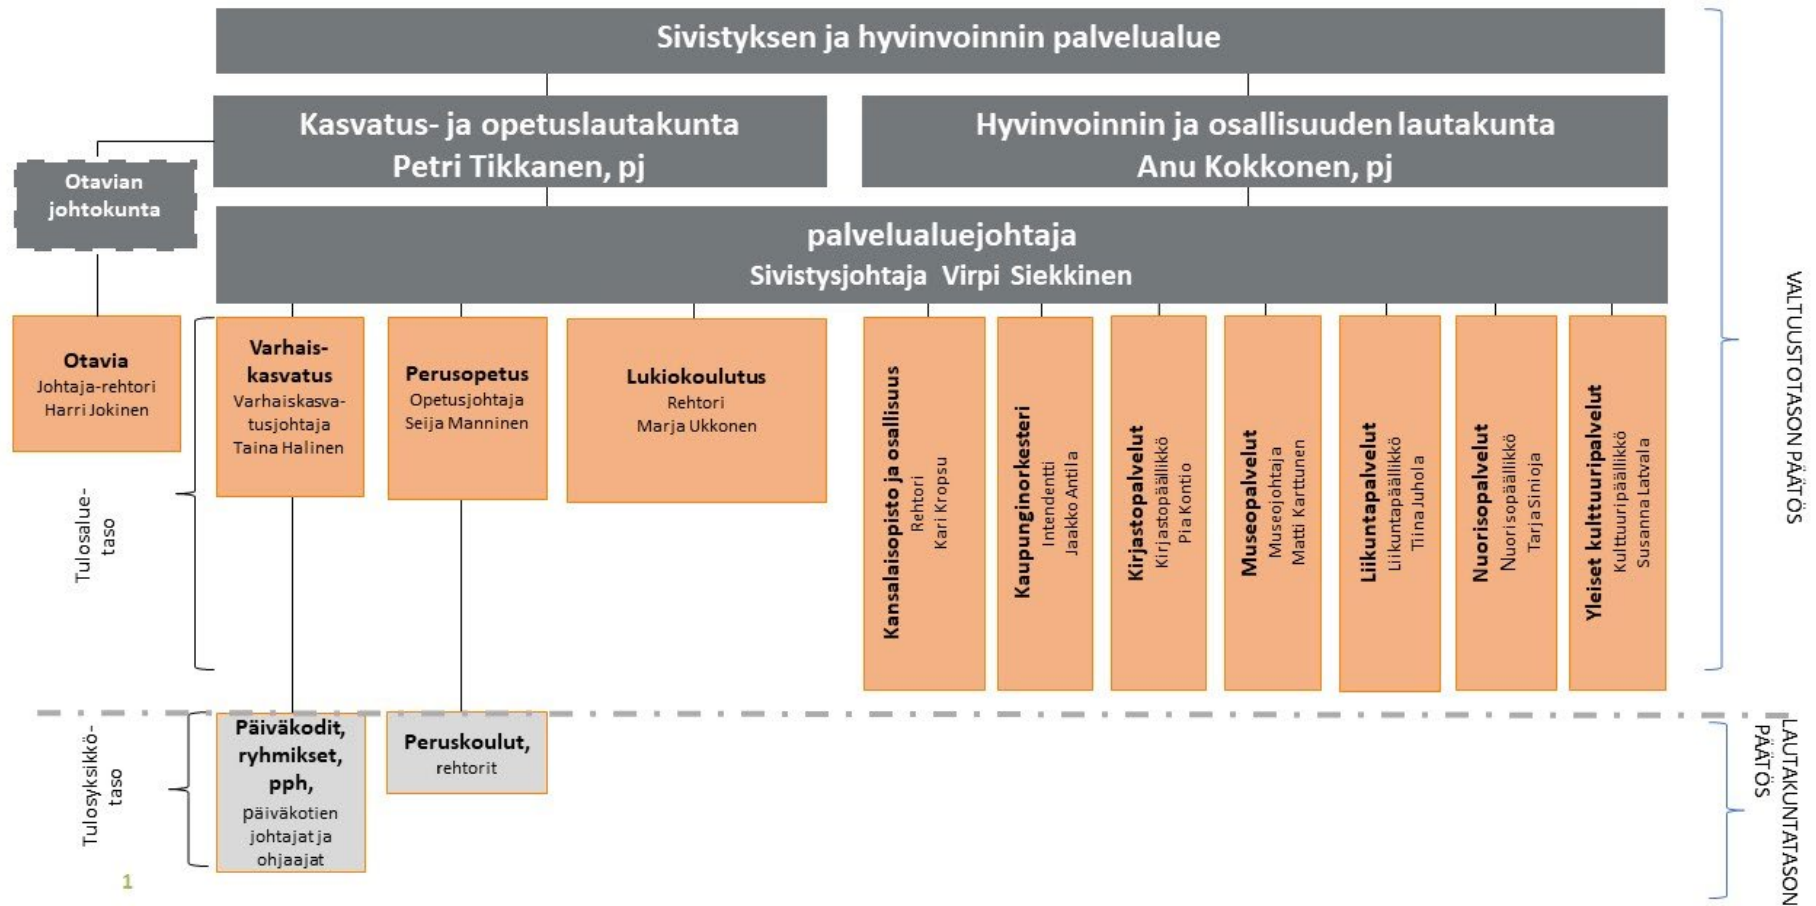 Sivistyksen ja hyvinvoinnin palvelualue
Kasvatus- ja opetuslautakunta
Petri Tikkanen, pj
Hyvinvoinnin ja osallisuuden lautakunta
Anu Kokkonen, pj
Otavian
johtokunta
palvelualuejohtaja
Sivistysjohtaja Virpi Siekkinen
Otavia
Johtaja-rehtori
Harri Jokinen
Varhais-
kasvatus
Varhaiskasva-
tusjohtaja
Taina Halinen
Perusopetus
Opetusjohtaja
Seija Manninen
Lukiokoulutus
Rehtori
Marja Ukkonen
Kansalaisopisto ja osallisuus
Rehtori
Kari Kropsu
Kaupunginorkesteri
Intendentti
Jaakko Antila
Kirjastopalvelut
Kirjastopäällikkö
Pia Kontio
Museopalvelut
Museojohtaja
Matti Karttunen
Liikuntapalvelut
Liikuntapäällikkö
Tiina Juhola
Nuorisopalvelut
Nuorisopäällikkö
Tarja Sinioja
Yleiset kulttuuripalvelut
Kulttuuripäällikkö
Susanna Latvala
Tulosalue-
taso
VALTUUSTOTASON PÄÄTÖS
Tulosyksikkö-
taso
Päiväkodit,
ryhmikset,
pph,
päiväkotien
johtajat ja
ohjaajat
Peruskoulut,
rehtorit
LAUTAKUNTATASON
PÄÄTÖS
1